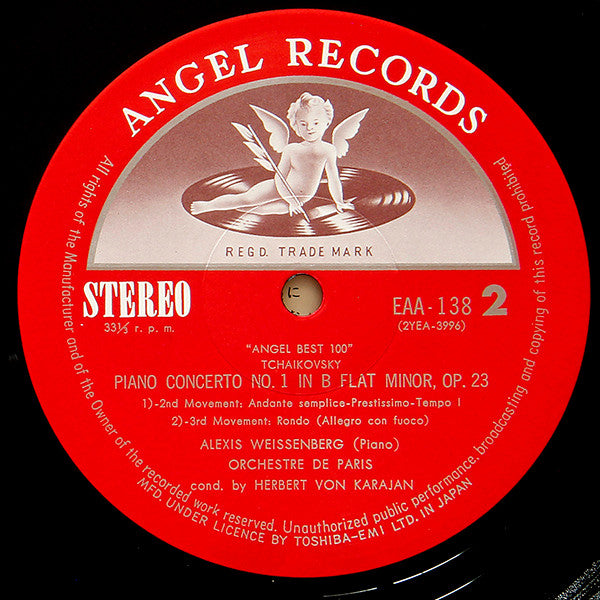 ANGEL RECORDS
REGD. TRADE MARK
STEREO
33⅓ r. p. m.
EAA-138 2
(2YEA-3996)
"ANGEL BEST 100"
TCHAIKOVSKY
PIANO CONCERTO NO. 1 IN B FLAT MINOR, OP. 23
1)-2nd Movement: Andante semplice-Prestissimo-Tempo I
2)-3rd Movement: Rondo (Allegro con fuoco)
ALEXIS WEISSENBERG (Piano)
ORCHESTRE DE PARIS
cond. by HERBERT VON KARAJAN
All rights of the Manufacturer and of the Owner of the recorded work reserved. Unauthorized public performance, broadcasting and copying of this record prohibited
MFD. UNDER LICENCE BY TOSHIBA-EMI LTD. IN JAPAN